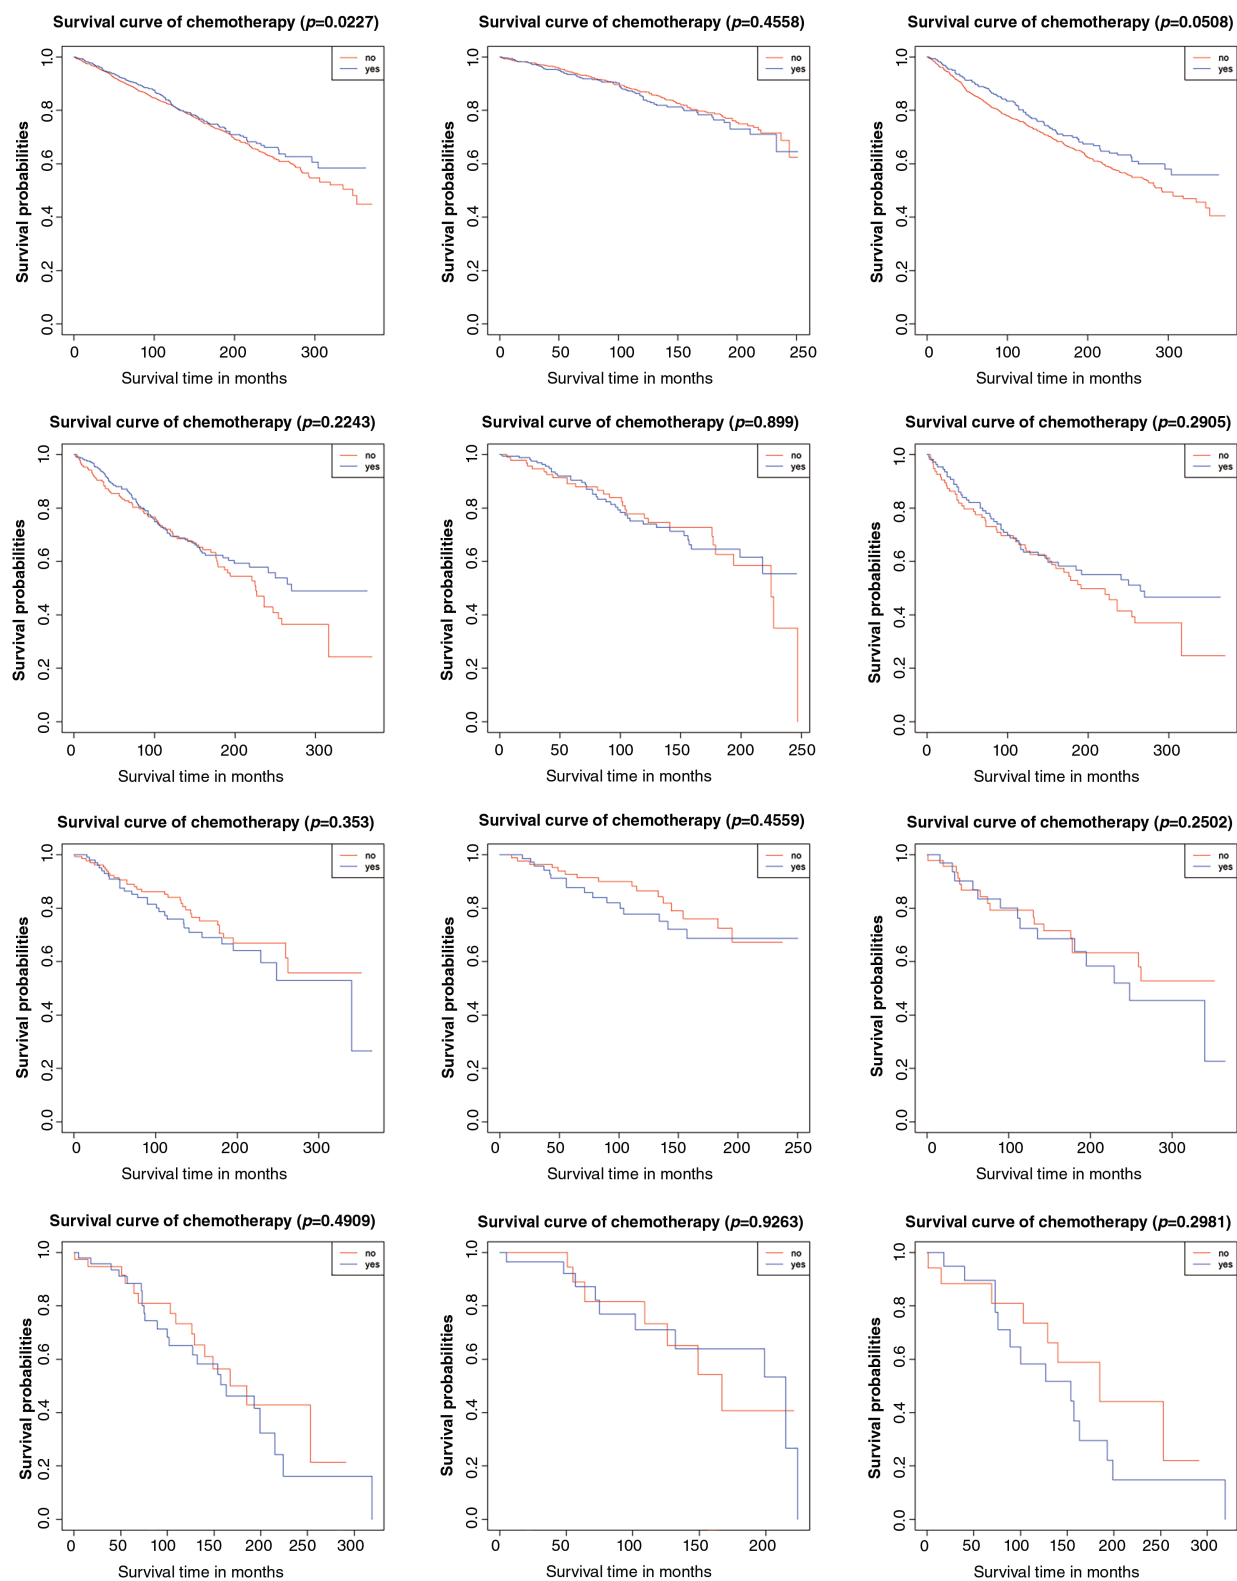 Survival curve of chemotherapy (p=0.0227)
no
yes
Survival probabilities
0.0 0.2 0.4 0.6 0.8 1.0
0 100 200 300
Survival time in months
Survival curve of chemotherapy (p=0.4558)
no
yes
Survival probabilities
0.0 0.2 0.4 0.6 0.8 1.0
0 50 100 150 200 250
Survival time in months
Survival curve of chemotherapy (p=0.0508)
no
yes
Survival probabilities
0.0 0.2 0.4 0.6 0.8 1.0
0 100 200 300
Survival time in months
Survival curve of chemotherapy (p=0.2243)
no
yes
Survival probabilities
0.0 0.2 0.4 0.6 0.8 1.0
0 100 200 300
Survival time in months
Survival curve of chemotherapy (p=0.899)
no
yes
Survival probabilities
0.0 0.2 0.4 0.6 0.8 1.0
0 50 100 150 200 250
Survival time in months
Survival curve of chemotherapy (p=0.2905)
no
yes
Survival probabilities
0.0 0.2 0.4 0.6 0.8 1.0
0 100 200 300
Survival time in months
Survival curve of chemotherapy (p=0.353)
no
yes
Survival probabilities
0.0 0.2 0.4 0.6 0.8 1.0
0 100 200 300
Survival time in months
Survival curve of chemotherapy (p=0.4559)
no
yes
Survival probabilities
0.0 0.2 0.4 0.6 0.8 1.0
0 50 100 150 200 250
Survival time in months
Survival curve of chemotherapy (p=0.2502)
no
yes
Survival probabilities
0.0 0.2 0.4 0.6 0.8 1.0
0 100 200 300
Survival time in months
Survival curve of chemotherapy (p=0.4909)
no
yes
Survival probabilities
0.0 0.2 0.4 0.6 0.8 1.0
0 50 100 150 200 250 300
Survival time in months
Survival curve of chemotherapy (p=0.9263)
no
yes
Survival probabilities
0.0 0.2 0.4 0.6 0.8 1.0
0 50 100 150 200
Survival time in months
Survival curve of chemotherapy (p=0.2981)
no
yes
Survival probabilities
0.0 0.2 0.4 0.6 0.8 1.0
0 50 100 150 200 250 300
Survival time in months